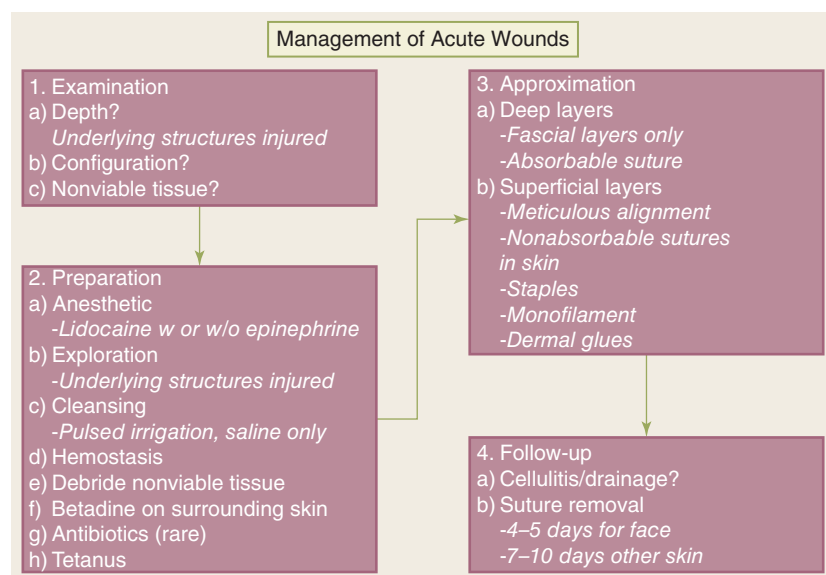 Management of Acute Wounds
1. Examination
a) Depth?
Underlying structures injured
b) Configuration?
c) Nonviable tissue?
2. Preparation
a) Anesthetic
-Lidocaine w or w/o epinephrine
b) Exploration
-Underlying structures injured
c) Cleansing
-Pulsed irrigation, saline only
d) Hemostasis
e) Debride nonviable tissue
f) Betadine on surrounding skin
g) Antibiotics (rare)
h) Tetanus
3. Approximation
a) Deep layers
-Fascial layers only
-Absorbable suture
b) Superficial layers
-Meticulous alignment
-Nonabsorbable sutures
in skin
-Staples
-Monofilament
-Dermal glues
4. Follow-up
a) Cellulitis/drainage?
b) Suture removal
-4–5 days for face
-7–10 days other skin